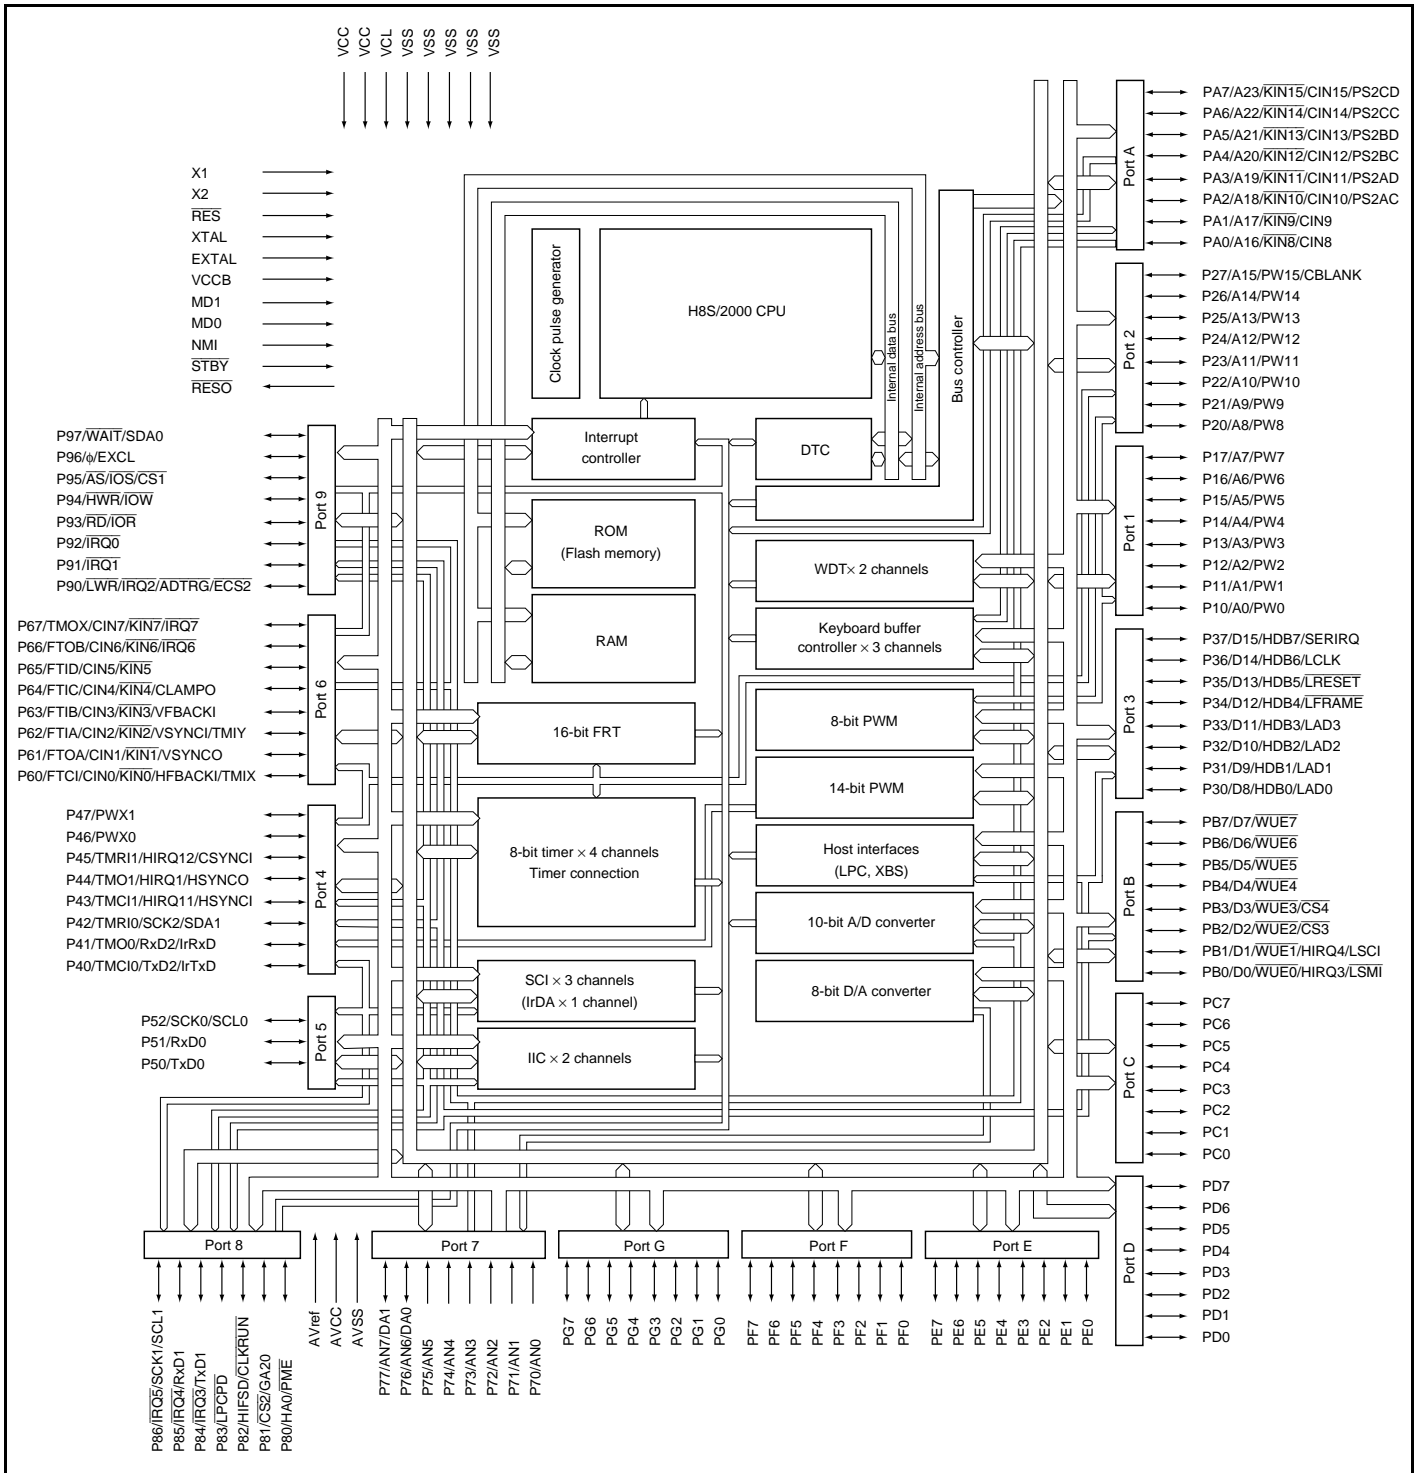 VCC
VCC
VCL
VSS
VSS
VSS
VSS
VSS
X1
X2
RES
XTAL
EXTAL
VCCB
MD1
MD0
NMI
STBY
RESO
P97/WAIT/SDA0
P96/φ/EXCL
P95/AS/IOS/CS1
P94/HWR/IOW
P93/RD/IOR
P92/IRQ0
P91/IRQ1
P90/LWR/IRQ2/ADTRG/ECS2
Port 9
P67/TMOX/CIN7/KIN7/IRQ7
P66/FTOB/CIN6/KIN6/IRQ6
P65/FTID/CIN5/KIN5
P64/FTIC/CIN4/KIN4/CLAMPO
P63/FTIB/CIN3/KIN3/VFBACKI
P62/FTIA/CIN2/KIN2/VSYNCI/TMIY
P61/FTOA/CIN1/KIN1/VSYNCO
P60/FTCI/CIN0/KIN0/HFBACKI/TMIX
Port 6
P47/PWX1
P46/PWX0
P45/TMRI1/HIRQ12/CSYNCI
P44/TMO1/HIRQ1/HSYNCO
P43/TMCI1/HIRQ11/HSYNCI
P42/TMRI0/SCK2/SDA1
P41/TMO0/RxD2/IrRxD
P40/TMCI0/TxD2/IrTxD
Port 4
P52/SCK0/SCL0
P51/RxD0
P50/TxD0
Port 5
Clock pulse generator
H8S/2000 CPU
Internal data bus
Internal address bus
Bus controller
Interrupt
controller
DTC
ROM
(Flash memory)
RAM
WDT× 2 channels
Keyboard buffer
controller × 3 channels
16-bit FRT
8-bit PWM
14-bit PWM
8-bit timer × 4 channels
Timer connection
Host interfaces
(LPC, XBS)
10-bit A/D converter
SCI × 3 channels
(IrDA × 1 channel)
8-bit D/A converter
IIC × 2 channels
Port A
PA7/A23/KIN15/CIN15/PS2CD
PA6/A22/KIN14/CIN14/PS2CC
PA5/A21/KIN13/CIN13/PS2BD
PA4/A20/KIN12/CIN12/PS2BC
PA3/A19/KIN11/CIN11/PS2AD
PA2/A18/KIN10/CIN10/PS2AC
PA1/A17/KIN9/CIN9
PA0/A16/KIN8/CIN8
Port 2
P27/A15/PW15/CBLANK
P26/A14/PW14
P25/A13/PW13
P24/A12/PW12
P23/A11/PW11
P22/A10/PW10
P21/A9/PW9
P20/A8/PW8
Port 1
P17/A7/PW7
P16/A6/PW6
P15/A5/PW5
P14/A4/PW4
P13/A3/PW3
P12/A2/PW2
P11/A1/PW1
P10/A0/PW0
Port 3
P37/D15/HDB7/SERIRQ
P36/D14/HDB6/LCLK
P35/D13/HDB5/LRESET
P34/D12/HDB4/LFRAME
P33/D11/HDB3/LAD3
P32/D10/HDB2/LAD2
P31/D9/HDB1/LAD1
P30/D8/HDB0/LAD0
Port B
PB7/D7/WUE7
PB6/D6/WUE6
PB5/D5/WUE5
PB4/D4/WUE4
PB3/D3/WUE3/CS4
PB2/D2/WUE2/CS3
PB1/D1/WUE1/HIRQ4/LSCI
PB0/D0/WUE0/HIRQ3/LSMI
Port C
PC7
PC6
PC5
PC4
PC3
PC2
PC1
PC0
Port D
PD7
PD6
PD5
PD4
PD3
PD2
PD1
PD0
Port 8
P86/IRQ5/SCK1/SCL1
P85/IRQ4/RxD1
P84/IRQ3/TxD1
P83/LPCPD
P82/HIFSD/CLKRUN
P81/CS2/GA20
P80/HA0/PME
AVref
AVCC
AVSS
Port 7
P77/AN7/DA1
P76/AN6/DA0
P75/AN5
P74/AN4
P73/AN3
P72/AN2
P71/AN1
P70/AN0
Port G
PG7
PG6
PG5
PG4
PG3
PG2
PG1
PG0
Port F
PF7
PF6
PF5
PF4
PF3
PF2
PF1
PF0
Port E
PE7
PE6
PE5
PE4
PE3
PE2
PE1
PE0